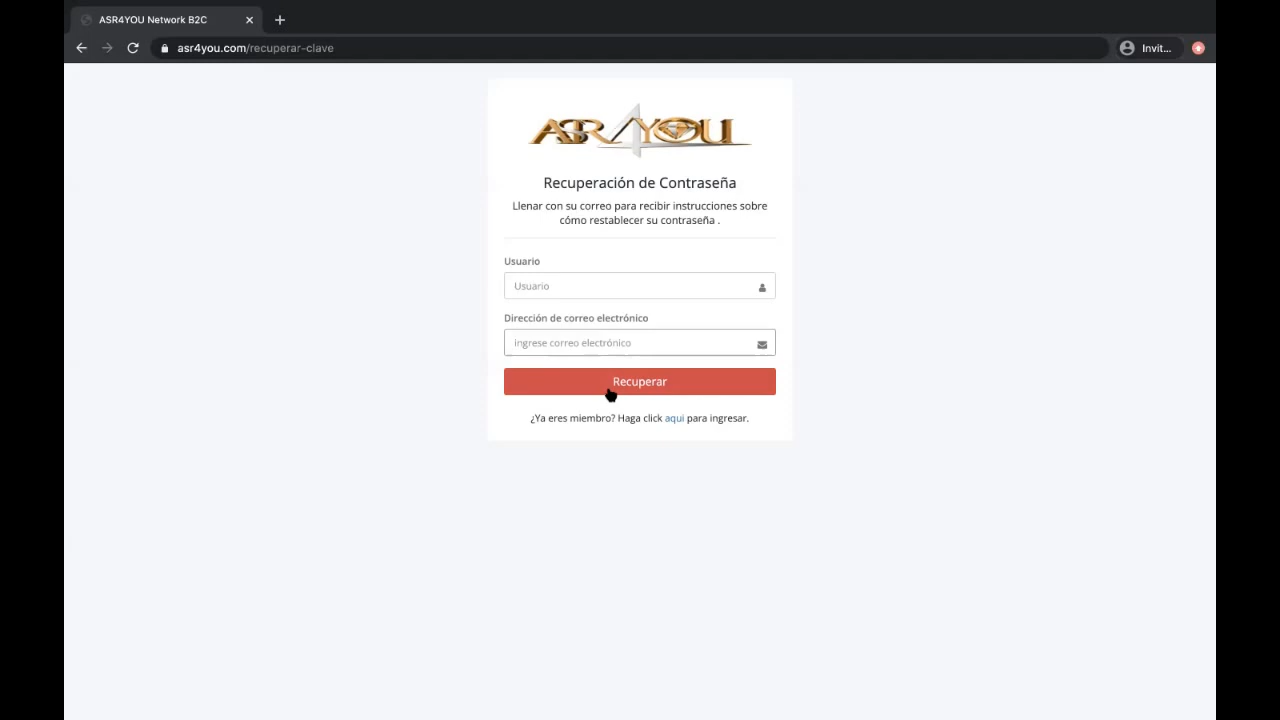 ASR4YOU Network B2C
asr4you.com/recuperar-clave
Invit...
ASR4YOU
Recuperación de Contraseña
Llenar con su correo para recibir instrucciones sobre
cómo restablecer su contraseña .
Usuario
Usuario
Dirección de correo electrónico
ingrese correo electrónico
Recuperar
¿Ya eres miembro? Haga click aqui para ingresar.